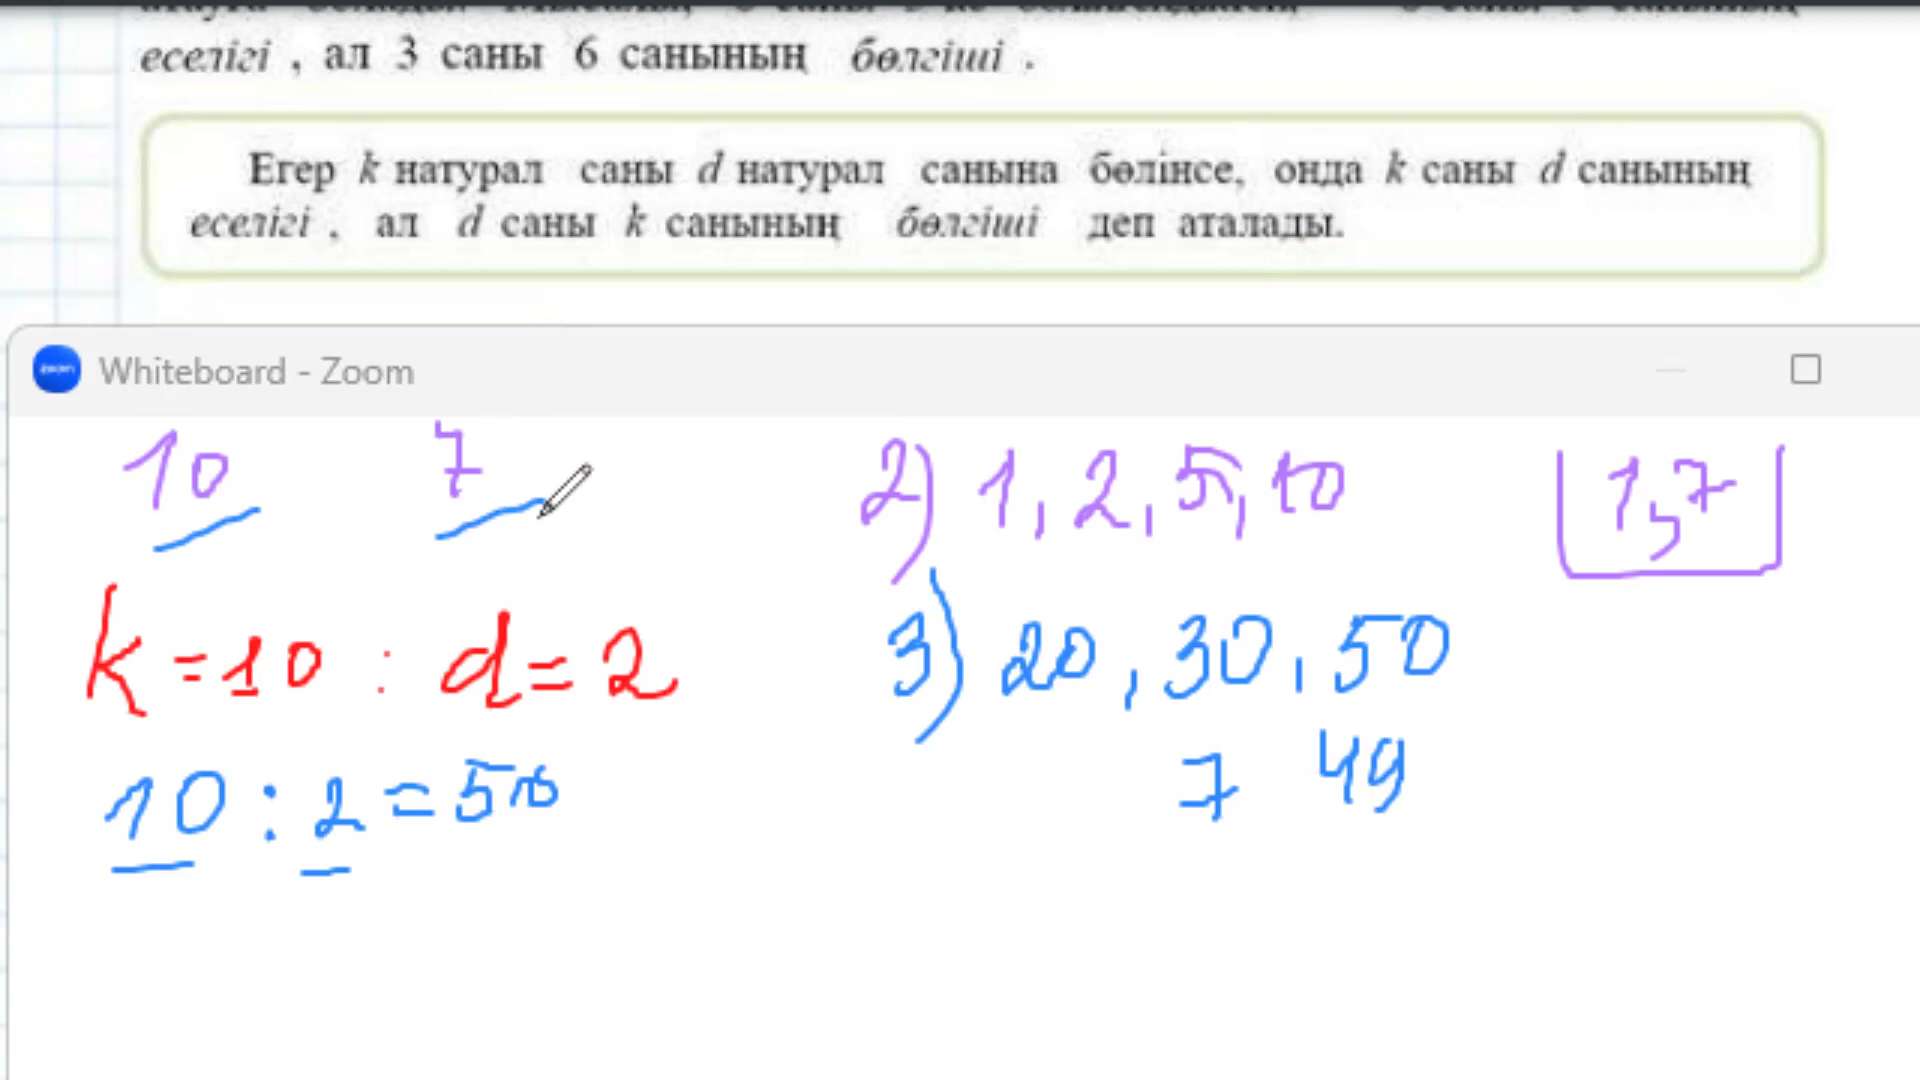 еселігі , ал 3 саны 6 санының бөлгіші .
Егер k натурал саны d натурал санына бөлінсе, онда k саны d санының
еселігі , ал d саны k санының бөлгіші деп аталады.
zoom Whiteboard - Zoom
10 7
2) 1, 2, 5, 10
1, 7
k = 10 : d = 2
3) 20, 30, 50
7 49
10 : 2 = 5